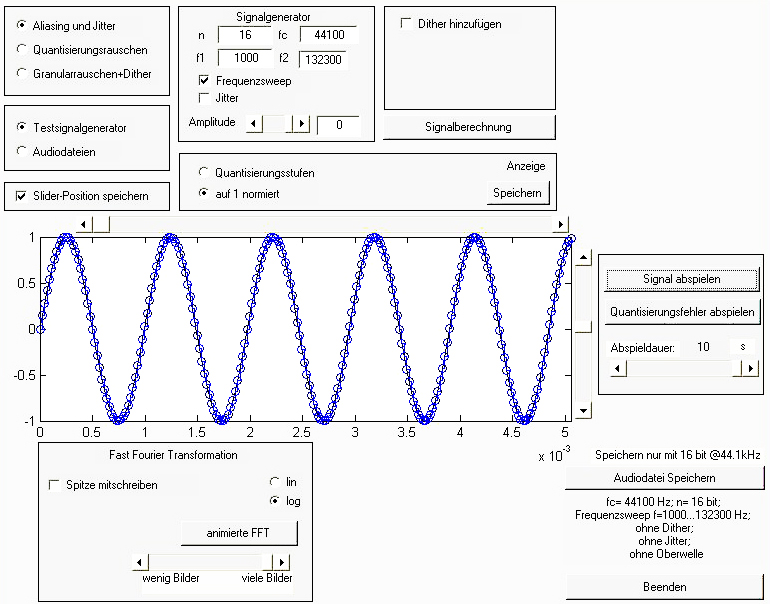 Aliasing und Jitter
Quantisierungsrauschen
Granularrauschen+Dither
Testsignalgenerator
Audiodateien
Slider-Position speichern
Signalgenerator
n 16 fc 44100
f1 1000 f2 132300
Frequenzsweep
Jitter
Amplitude 0
Dither hinzufügen
Signalberechnung
Quantisierungsstufen
auf 1 normiert
Anzeige
Speichern
1
0.5
0
-0.5
-1
0 0.5 1 1.5 2 2.5 3 3.5 4 4.5 5
x 10^-3
Signal abspielen
Quantisierungsfehler abspielen
Abspieldauer: 10 s
Fast Fourier Transformation
Spitze mitschreiben
lin
log
animierte FFT
wenig Bilder viele Bilder
Speichern nur mit 16 bit @44.1kHz
Audiodatei Speichern
fc= 44100 Hz; n= 16 bit;
Frequenzsweep f=1000...132300 Hz;
ohne Dither;
ohne Jitter;
ohne Oberwelle
Beenden